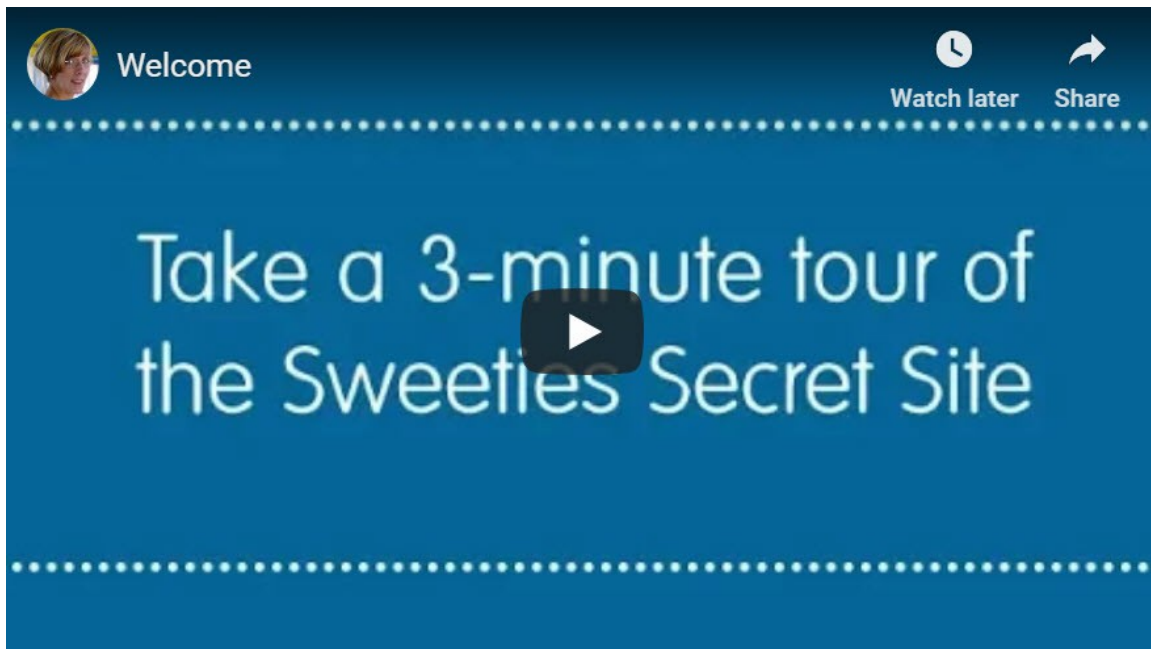 Welcome
Watch later
Share
Take a 3-minute tour of
the Sweeties Secret Site